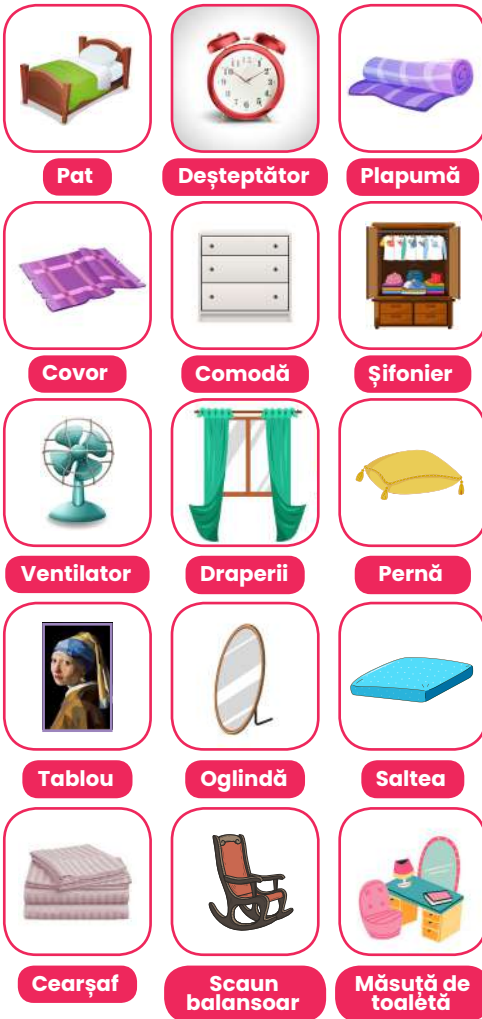 Pat
Deșteptător
Plapumă
Covor
Comodă
Șifonier
Ventilator
Draperii
Pernă
Tablou
Oglindă
Saltea
Cearșaf
Scaun
balansoar
Măsuță de
toaletă